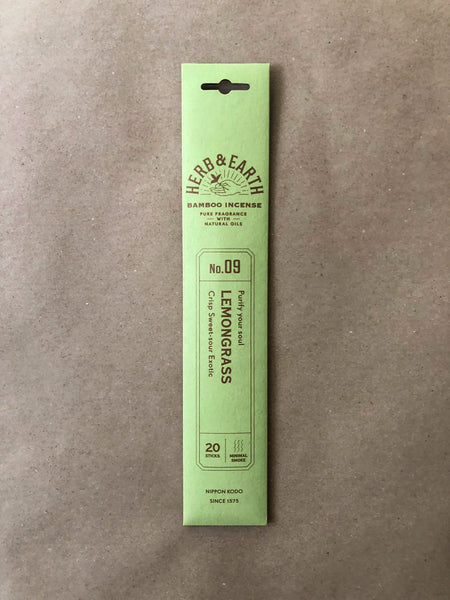 HERB & EARTH
BAMBOO INCENSE
PURE FRAGRANCE
WITH
NATURAL OILS
No.09
Purify your soul
LEMONGRASS
Crisp Sweet-sour Exotic
20
STICKS
MINIMAL
SMOKE
NIPPON KODO
SINCE 1575